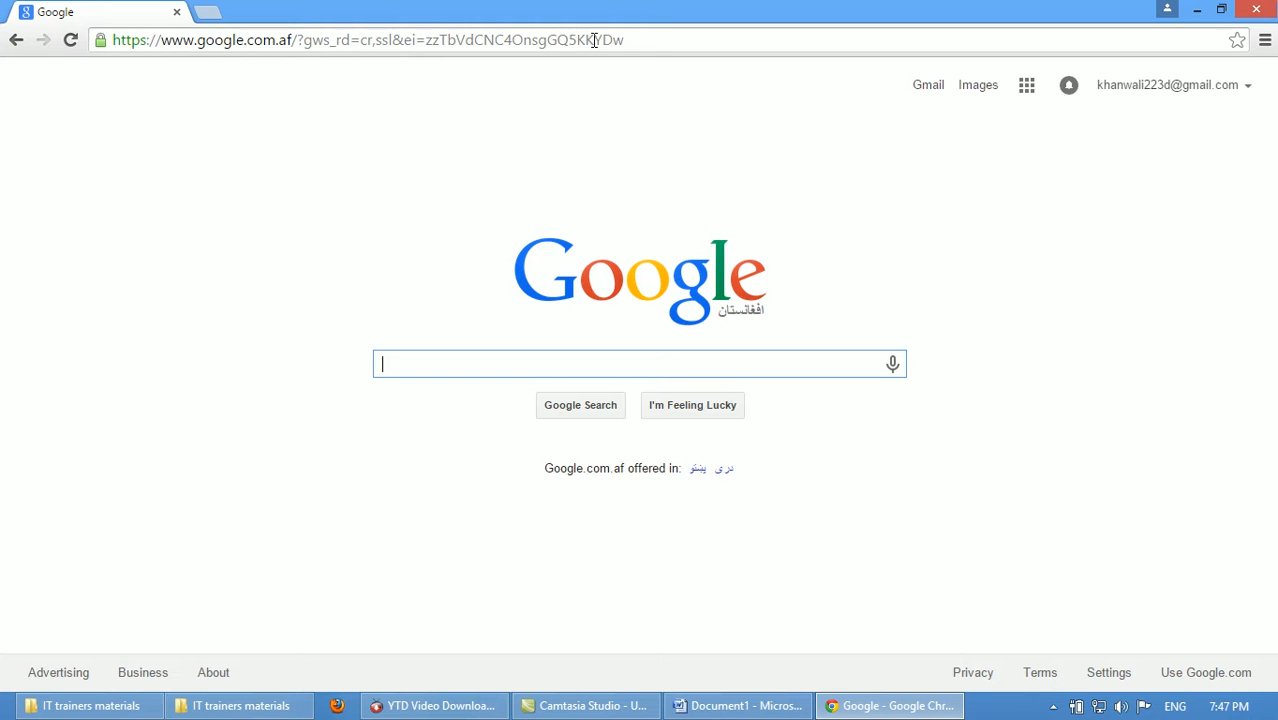 Google
https://www.google.com.af/?gws_rd=cr,ssl&ei=zzTbVdCNC4OnsgGQ5KKYDw
Gmail Images khanwali223d@gmail.com
Google
افغانستان
Google Search I'm Feeling Lucky
Google.com.af offered in: پښتو دری
Advertising Business About Privacy Terms Settings Use Google.com
IT trainers materials IT trainers materials YTD Video Downloa... Camtasia Studio - U... Document1 - Micros... Google - Google Chr... ENG 7:47 PM